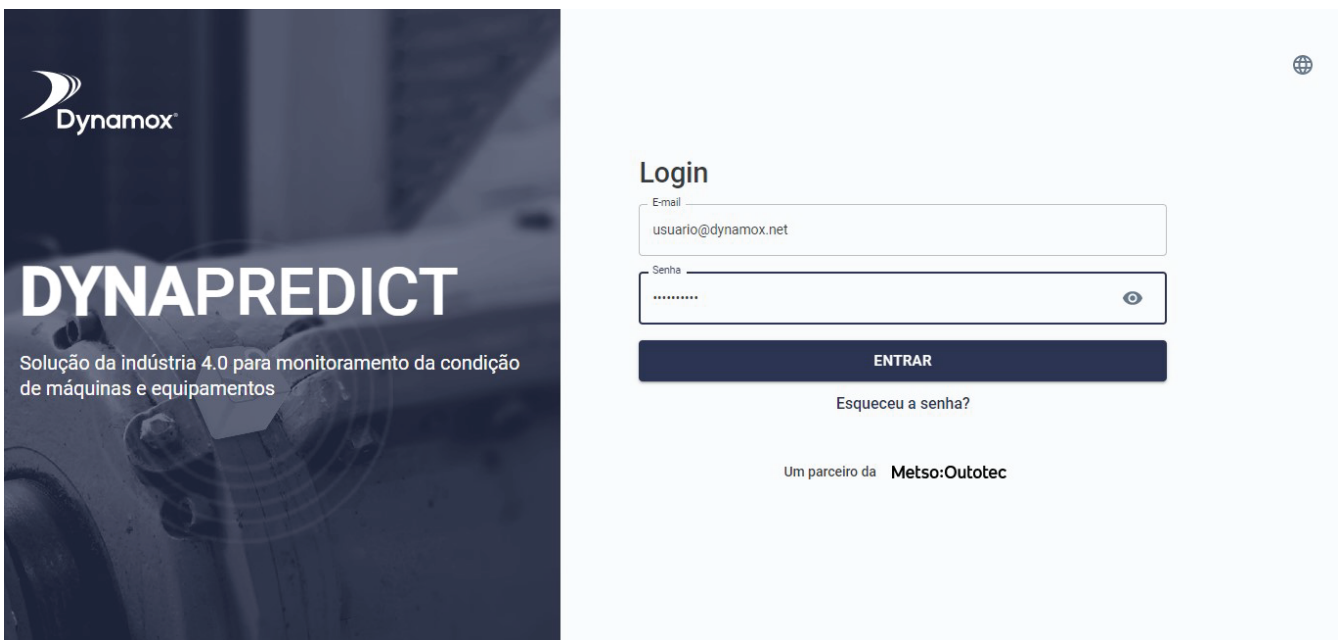 Dynamox
DYNAPREDICT
Solução da indústria 4.0 para monitoramento da condição
de máquinas e equipamentos
Login
E-mail
usuario@dynamox.net
Senha
••••••••••
ENTRAR
Esqueceu a senha?
Um parceiro da Metso:Outotec